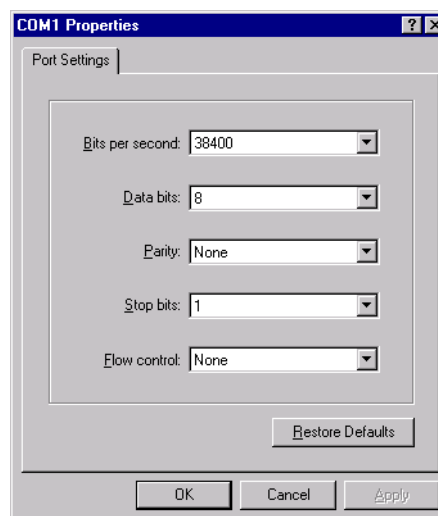 COM1 Properties
Port Settings
Bits per second: 38400
Data bits: 8
Parity: None
Stop bits: 1
Flow control: None
Restore Defaults
OK Cancel Apply